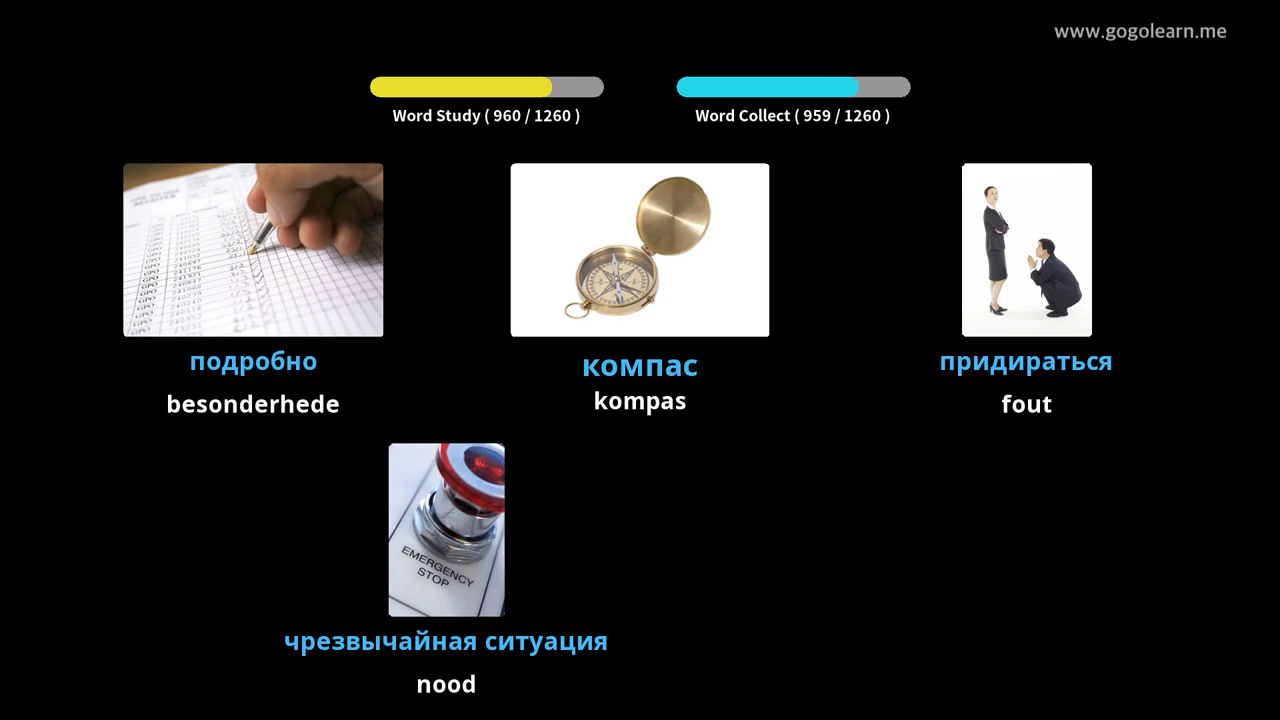 www.gogolearn.me
Word Study ( 960 / 1260 )
Word Collect ( 959 / 1260 )
подробно
besonderhede
компас
kompas
придираться
fout
EMERGENCY
STOP
чрезвычайная ситуация
nood